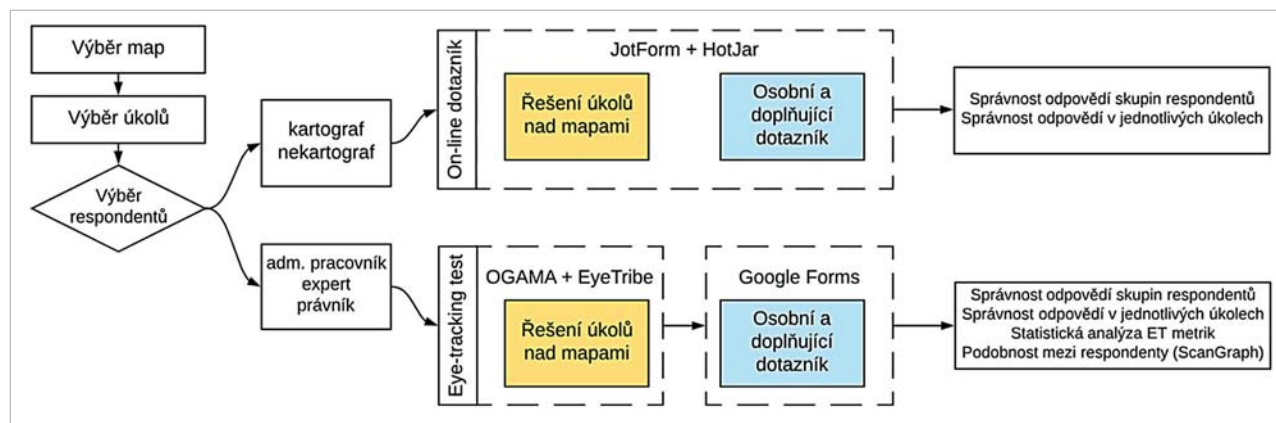 Výběr map
Výběr úkolů
Výběr
respondentů
kartograf
nekartograf
On-line dotazník
JotForm + HotJar
Řešení úkolů
nad mapami
Osobní a
doplňující
dotazník
Správnost odpovědí skupin respondentů
Správnost odpovědí v jednotlivých úkolech
adm. pracovník
expert
právník
Eye-tracking test
OGAMA + EyeTribe
Řešení úkolů
nad mapami
Google Forms
Osobní a
doplňující
dotazník
Správnost odpovědí skupin respondentů
Správnost odpovědí v jednotlivých úkolech
Statistická analýza ET metrik
Podobnost mezi respondenty (ScanGraph)